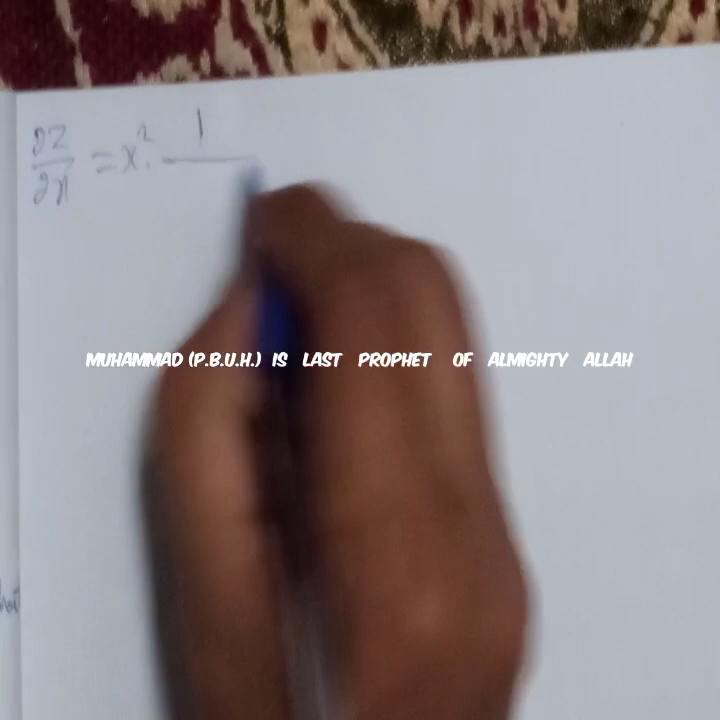 ∂z/∂x = x². 1/
MUHAMMAD (P.B.U.H.) IS LAST PROPHET OF ALMIGHTY ALLAH